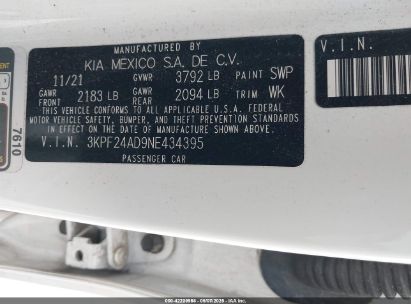 MANUFACTURED BY
KIA MEXICO S.A. DE C.V.
11/21 GVWR 3792 LB PAINT SWP
GAWR FRONT 2183 LB GAWR REAR 2094 LB TRIM WK
THIS VEHICLE CONFORMS TO ALL APPLICABLE U.S.A. FEDERAL
MOTOR VEHICLE SAFETY, BUMPER, AND THEFT PREVENTION STANDARDS
IN EFFECT ON THE DATE OF MANUFACTURE SHOWN ABOVE.
V.I.N. 3KPF24AD9NE434395
PASSENGER CAR
V.I.N.
7610